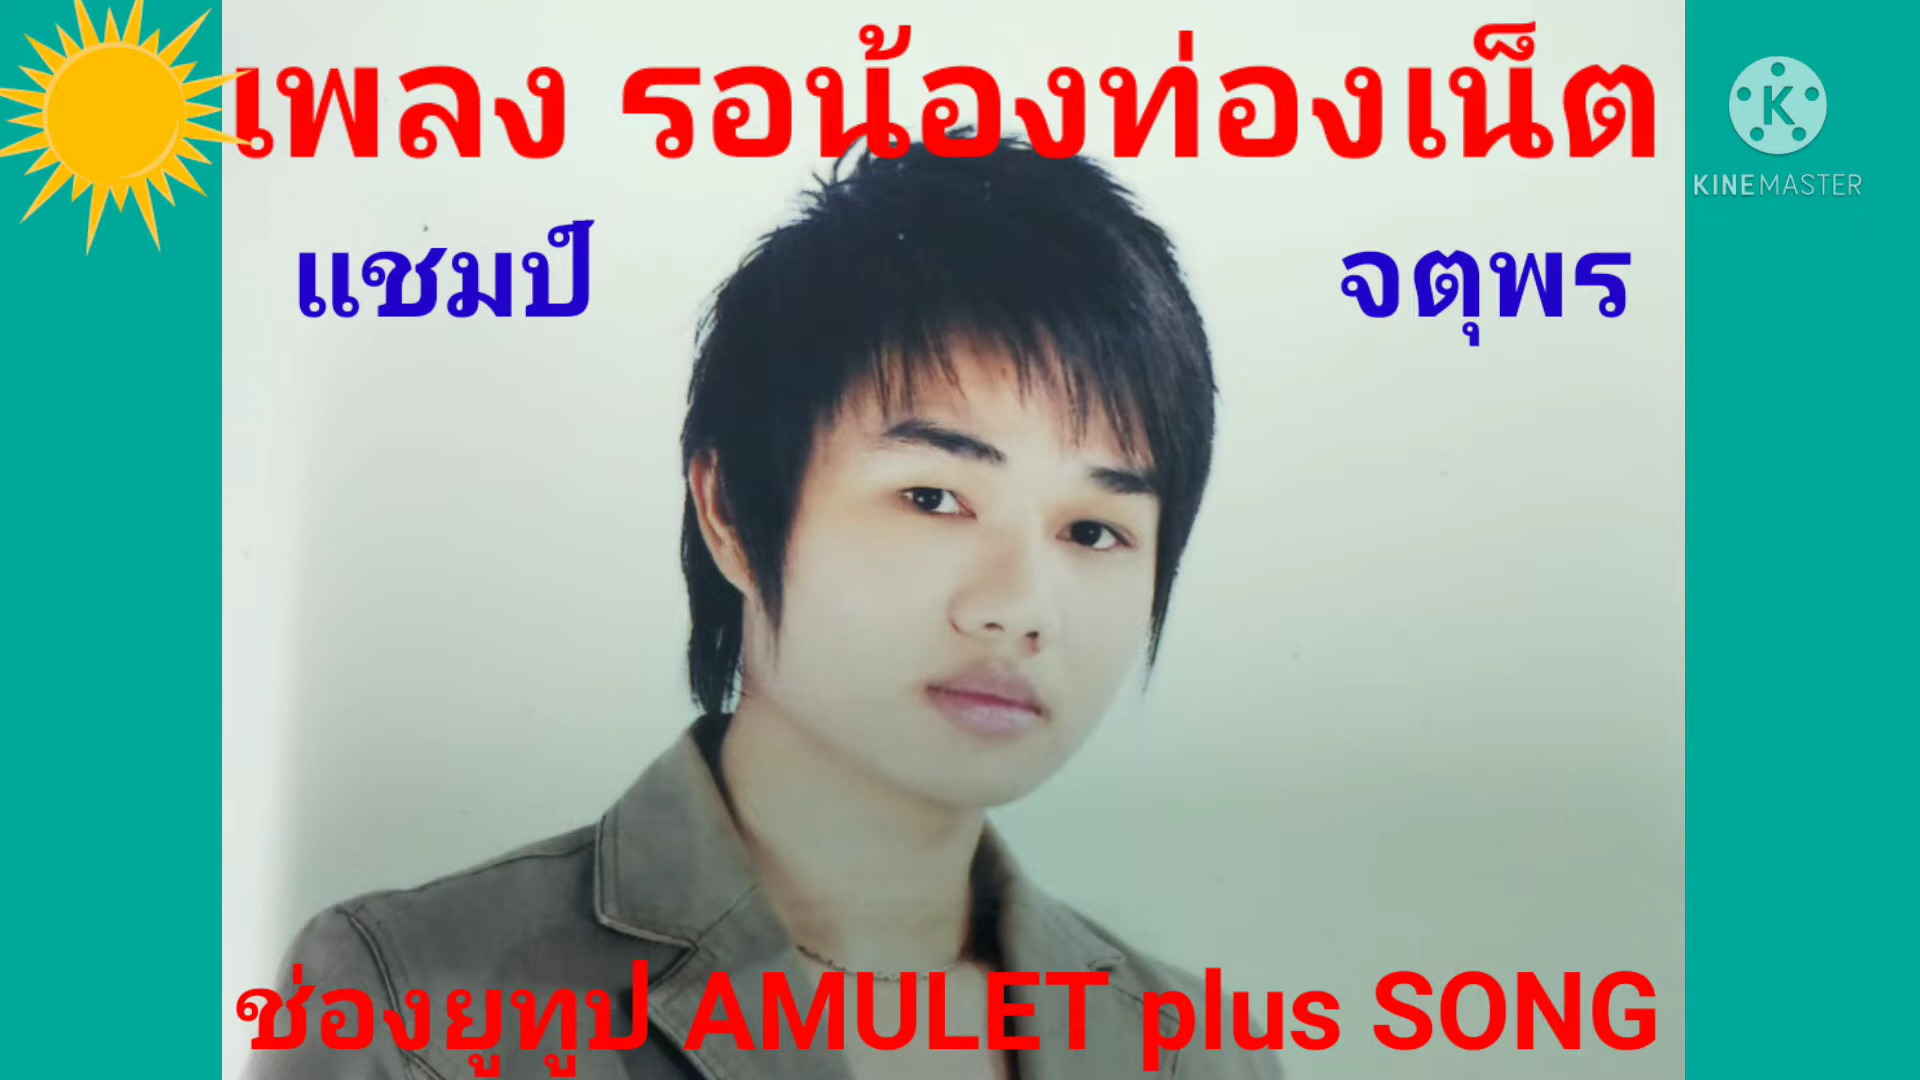 เพลง รอน้องท่องเน็ต
แชมป์ จตุพร
K
KINEMASTER
ช่องยูทูป AMULET plus SONG